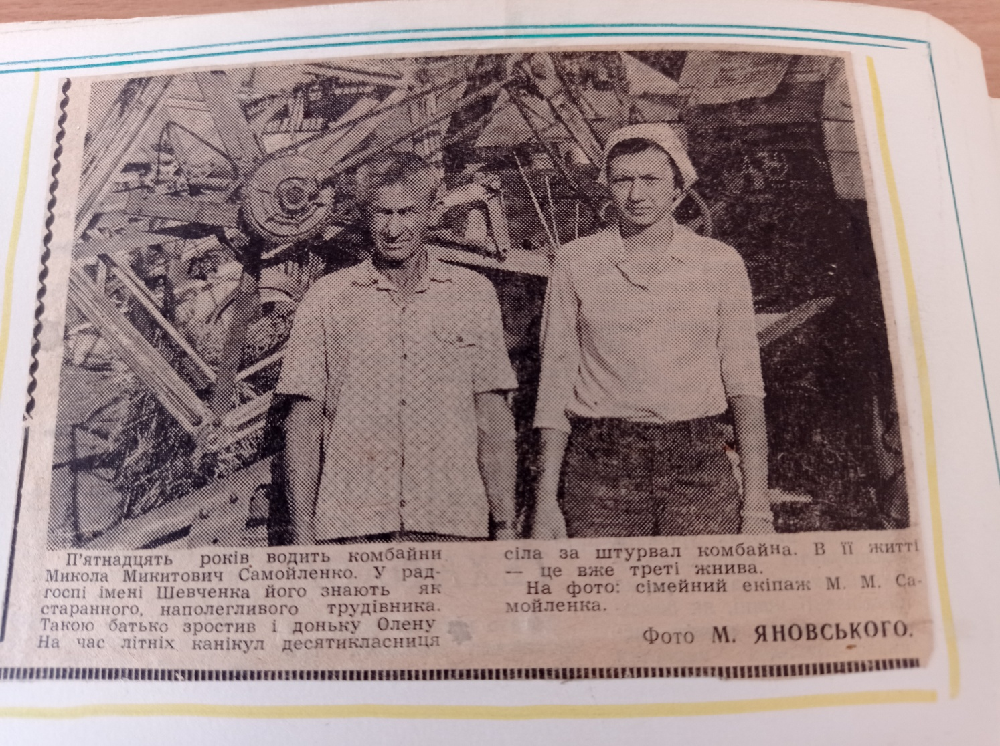 П'ятнадцять років водить комбайни
Микола Микитович Самойленко. У рад-
госпі імені Шевченка його знають як
старанного, наполегливого трудівника.
Такою батько зростив і доньку Олену
На час літніх канікул десятикласниця
сіла за штурвал комбайна. В її житті
— це вже треті жнива.
На фото: сімейний екіпаж М. М. Са-
мойленка.
Фото М. ЯНОВСЬКОГО.